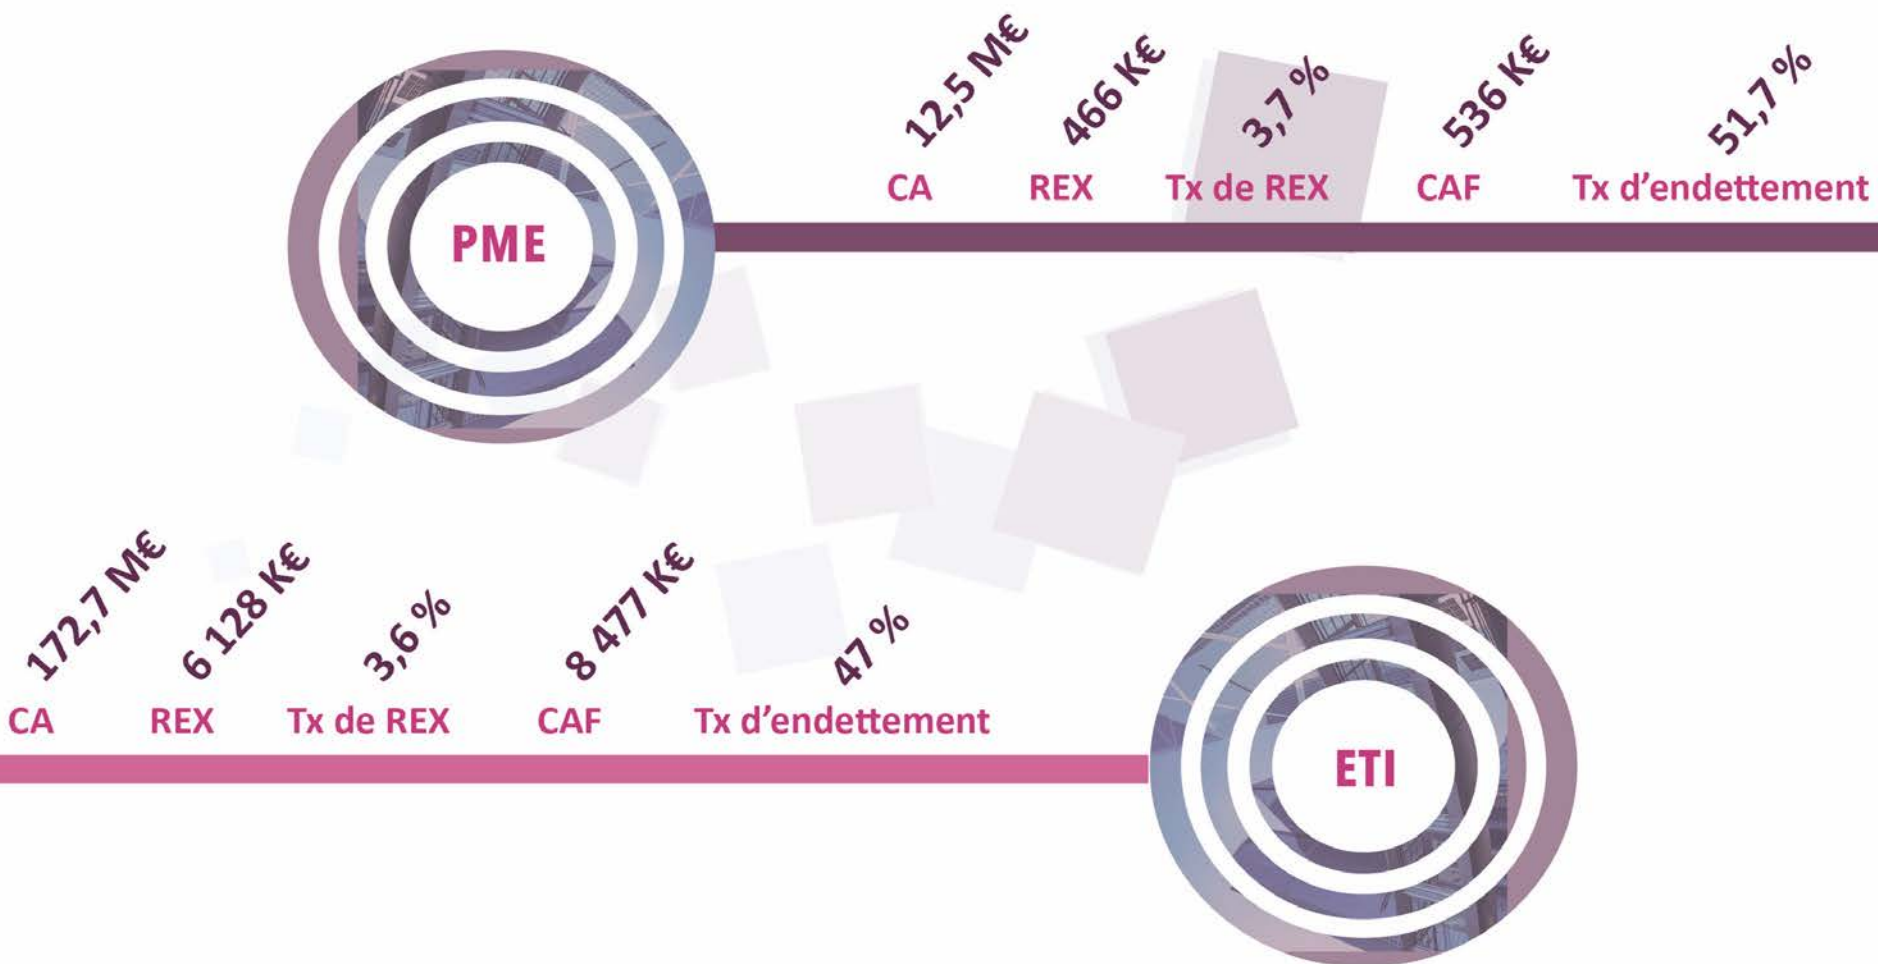 12,5 M€ 466 K€ 3,7 % 536 K€ 51,7 %
CA REX Tx de REX CAF Tx d’endettement
PME
172,7 M€ 6 128 K€ 3,6 % 8 477 K€ 47 %
CA REX Tx de REX CAF Tx d’endettement
ETI